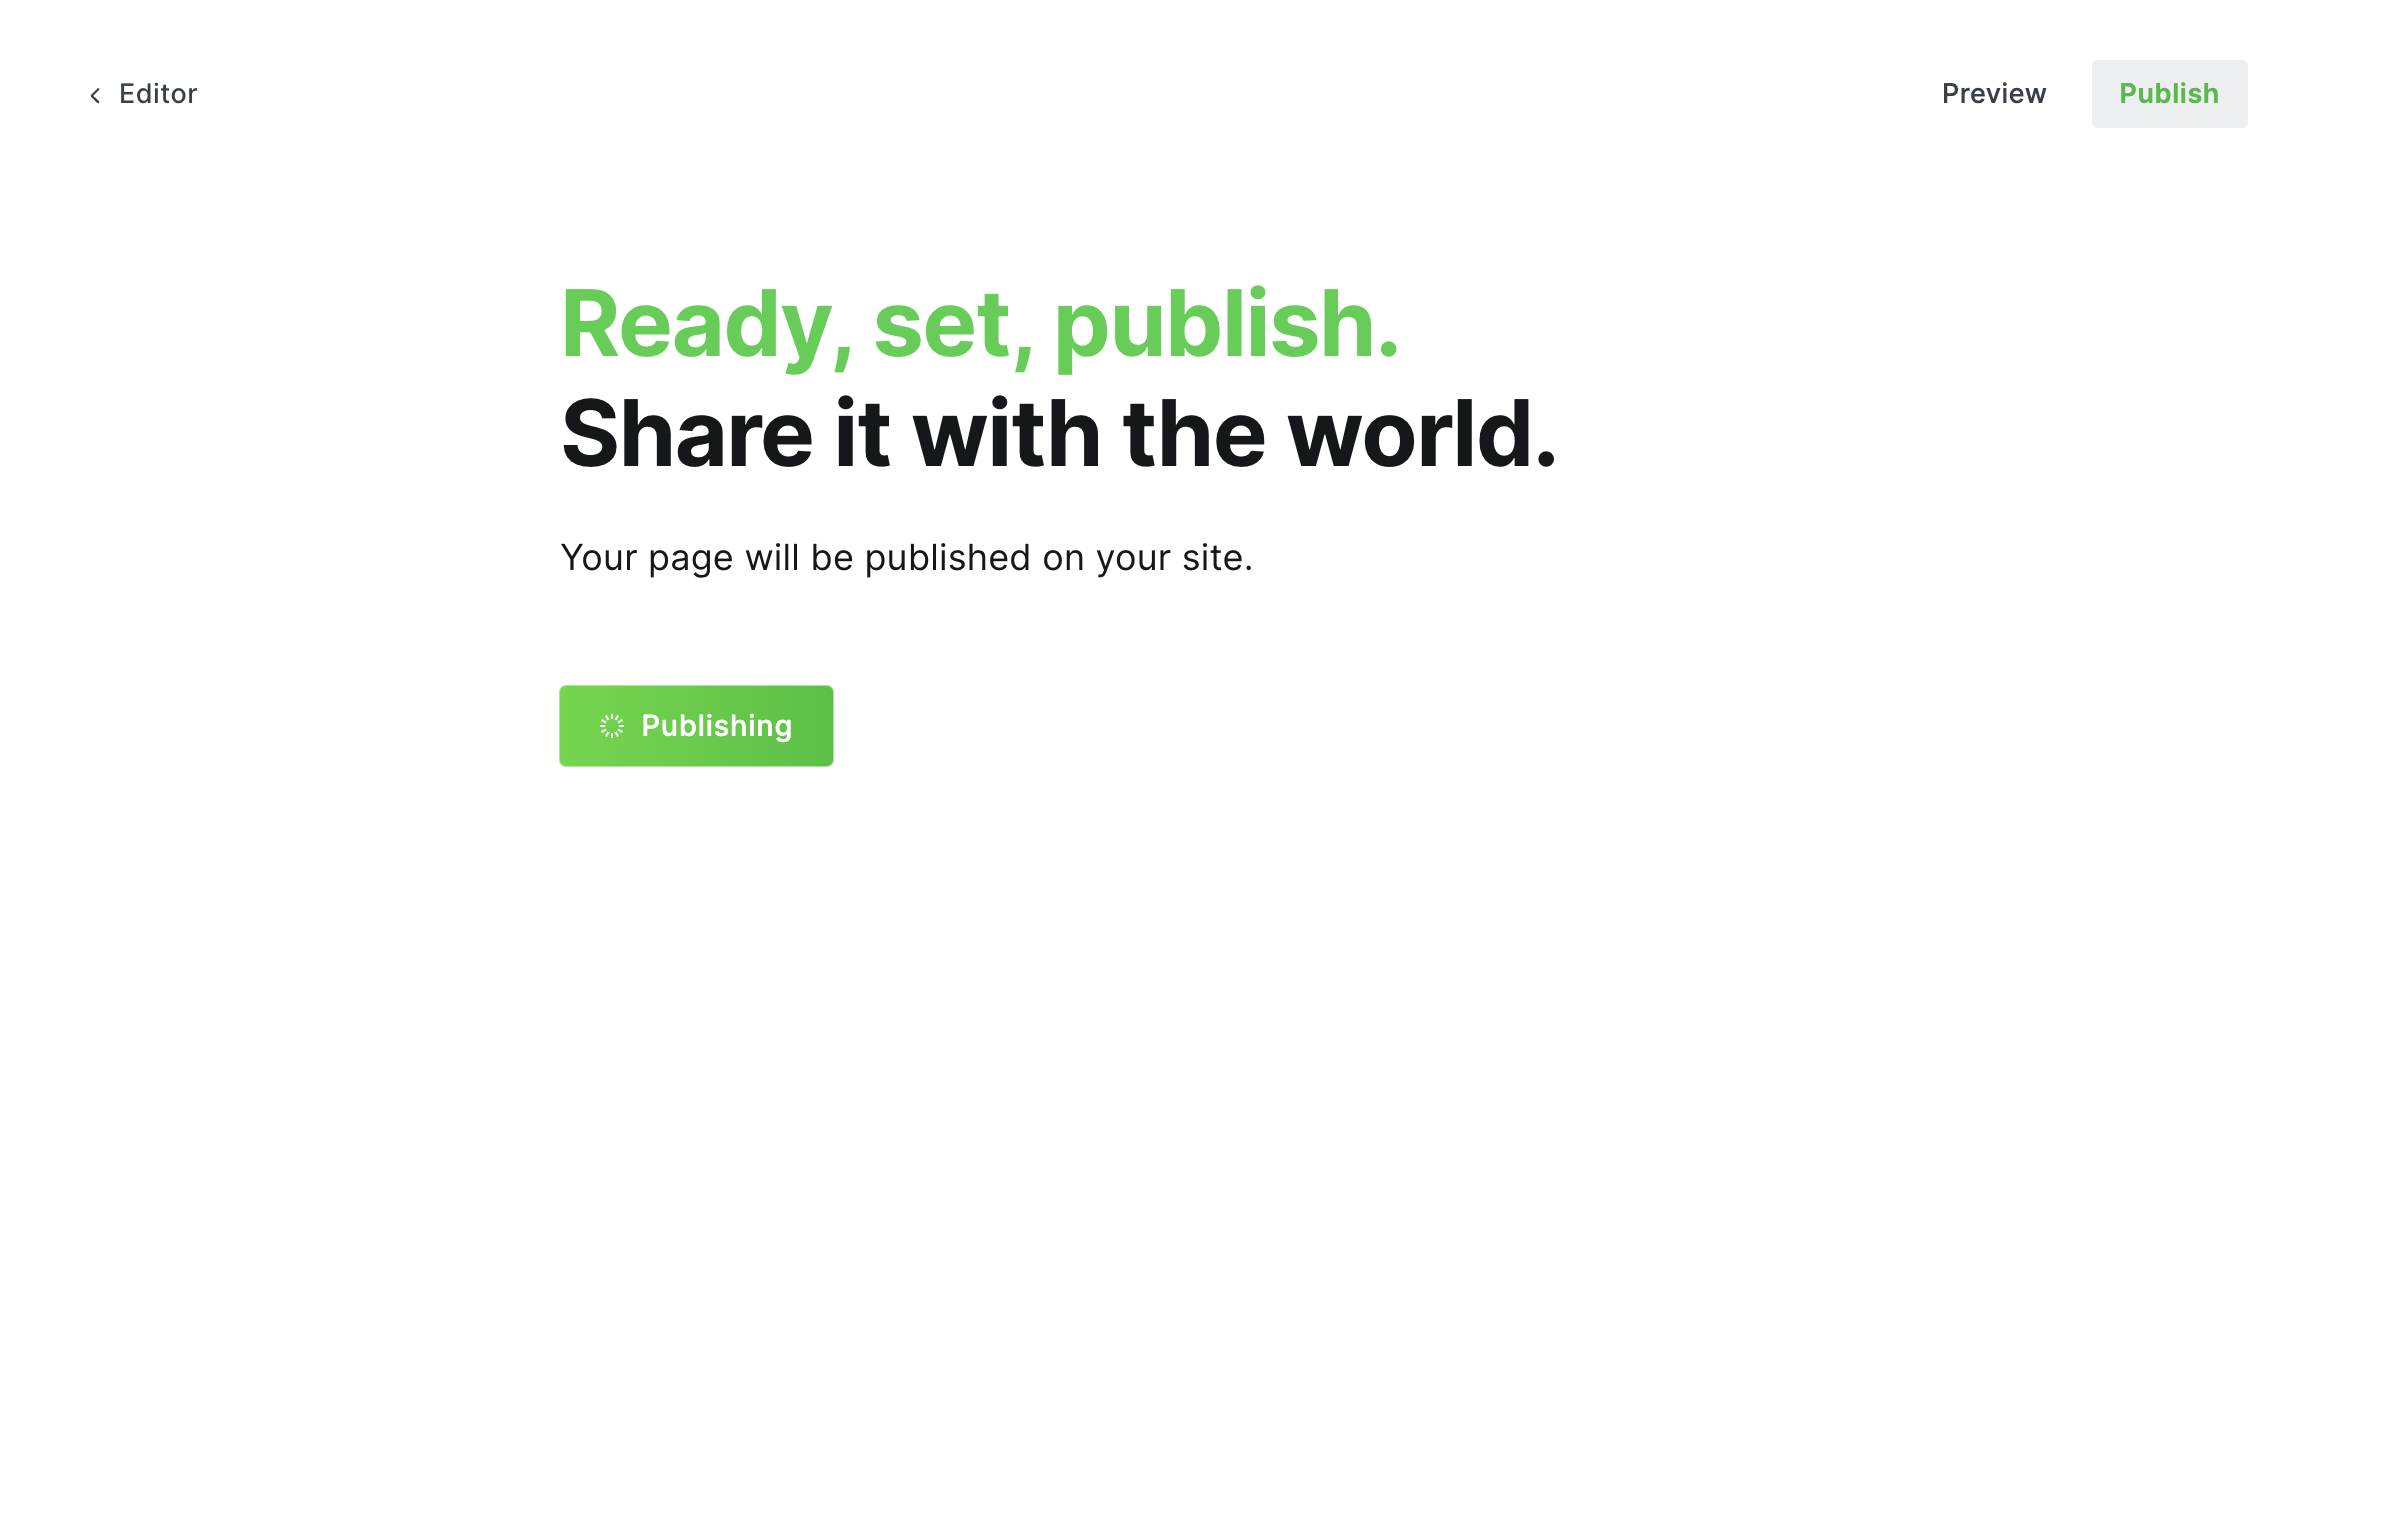 Editor
Preview
Publish
Ready, set, publish.
Share it with the world.
Your page will be published on your site.
Publishing